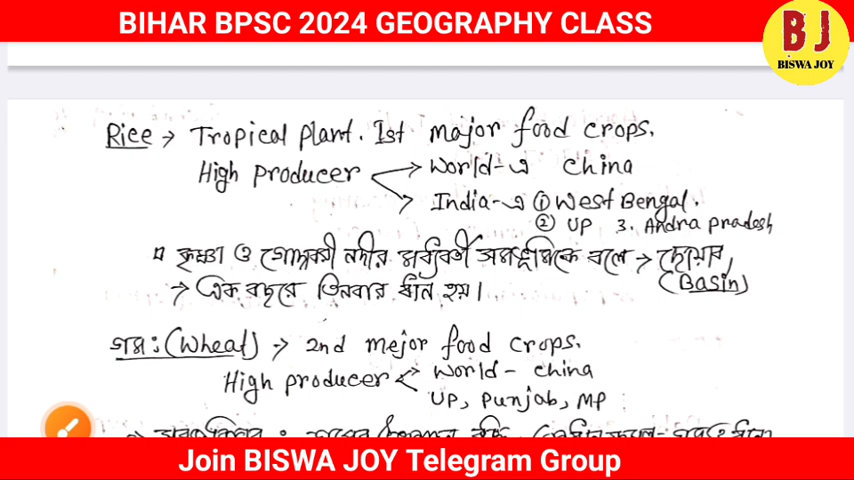 BIHAR BPSC 2024 GEOGRAPHY CLASS
BJ
BISWA JOY
Rice → Tropical Plant. 1st major food crops.
High Producer → World-এ China
→ India-এ ① West Bengal.
② UP 3. Andra pradesh
কৃষ্ণা ও গোদাবরী নদীর মধ্যবর্তী সমভূমিকে বলে →
(Basin)
→ এক বছরে তিনবার ধান হয়।
গম : (Wheat) → 2nd mejor food crops.
High producer World - China
UP, Punjab, MP
Join BISWA JOY Telegram Group